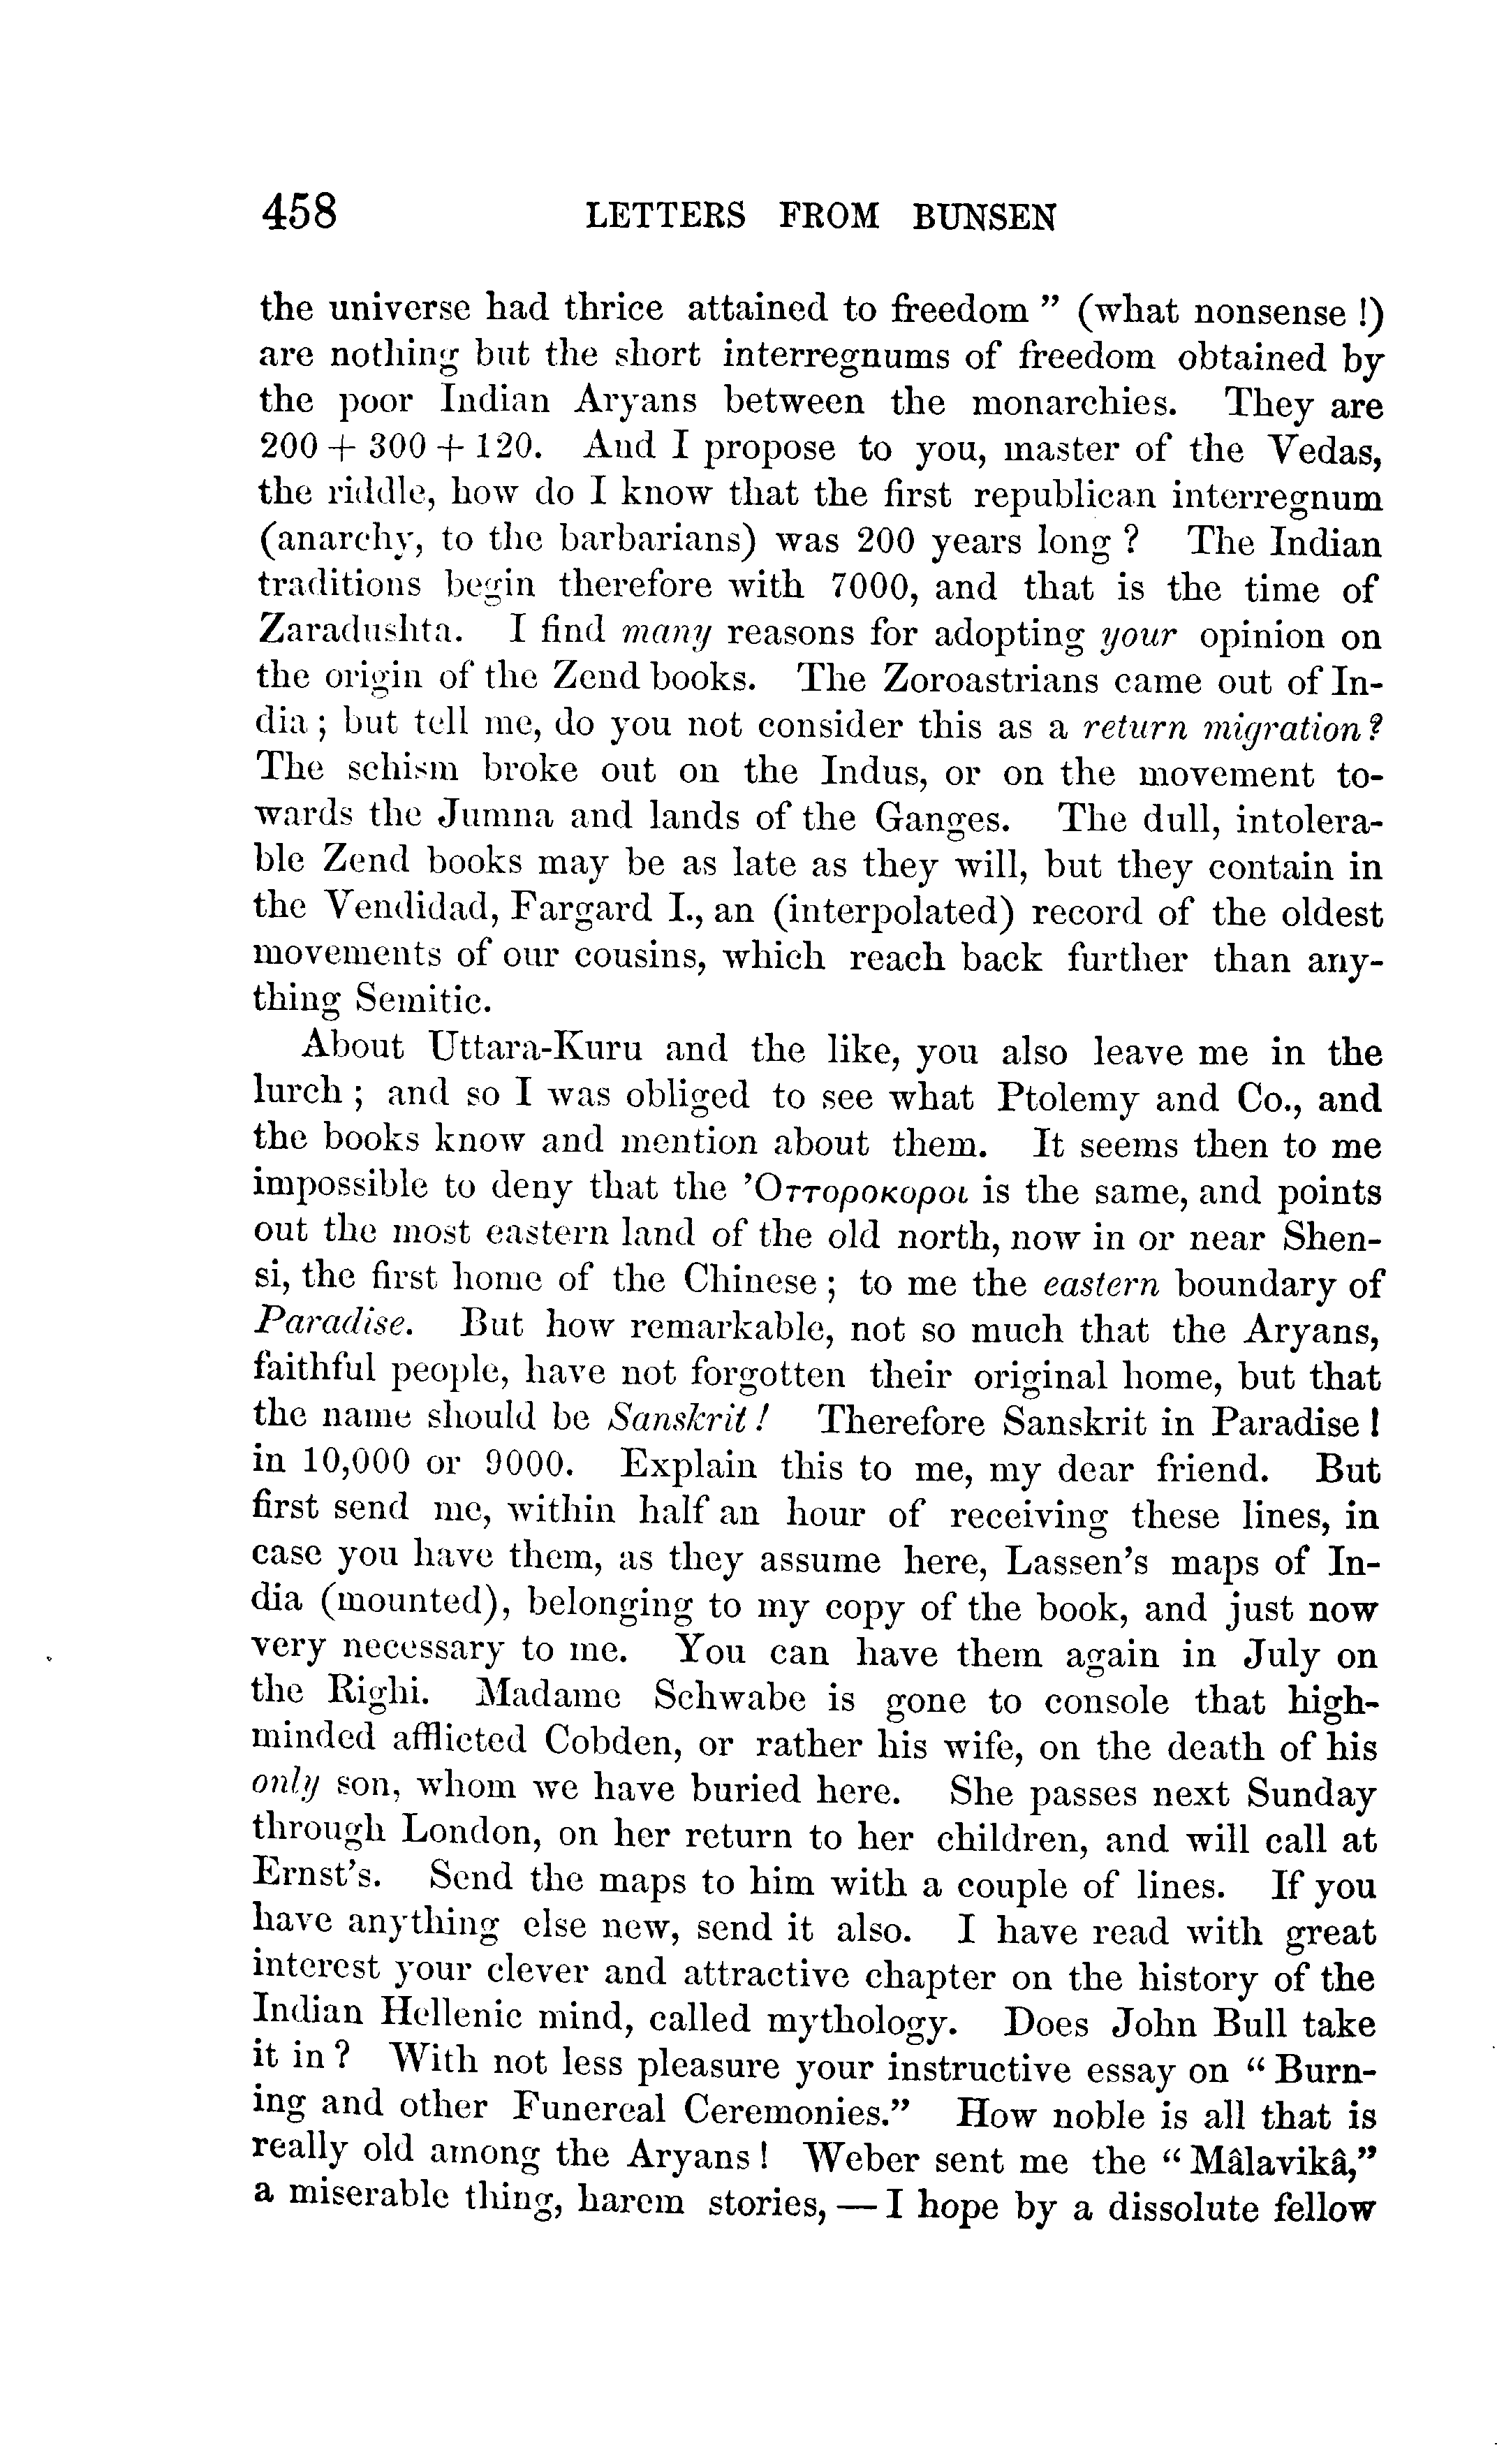 458 LETTERS FROM BUNSEN
the universe had thrice attained to freedom ” (what nonsense !)
are nothing but the short interregnums of freedom obtained by
the poor Indian Aryans between the monarchies. They are
200 + 300 + 120. And I propose to you, master of the Vedas,
the riddle, how do I know that the first republican interregnum
(anarchy, to the barbarians) was 200 years long ? The Indian
traditions begin therefore with 7000, and that is the time of
Zaradushta. I find many reasons for adopting your opinion on
the origin of the Zend books. The Zoroastrians came out of In-
dia ; but tell me, do you not consider this as a return migration ?
The schism broke out on the Indus, or on the movement to-
wards the Jumna and lands of the Ganges. The dull, intolera-
ble Zend books may be as late as they will, but they contain in
the Vendidad, Fargard I., an (interpolated) record of the oldest
movements of our cousins, which reach back further than any-
thing Semitic.
About Uttara-Kuru and the like, you also leave me in the
lurch ; and so I was obliged to see what Ptolemy and Co., and
the books know and mention about them. It seems then to me
impossible to deny that the ’Οττοροκοροι is the same, and points
out the most eastern land of the old north, now in or near Shen-
si, the first home of the Chinese ; to me the eastern boundary of
Paradise. But how remarkable, not so much that the Aryans,
faithful people, have not forgotten their original home, but that
the name should be Sanskrit ! Therefore Sanskrit in Paradise !
in 10,000 or 9000. Explain this to me, my dear friend. But
first send me, within half an hour of receiving these lines, in
case you have them, as they assume here, Lassen’s maps of In-
dia (mounted), belonging to my copy of the book, and just now
very necessary to me. You can have them again in July on
the Righi. Madame Schwabe is gone to console that high-
minded afflicted Cobden, or rather his wife, on the death of his
only son, whom we have buried here. She passes next Sunday
through London, on her return to her children, and will call at
Ernst’s. Send the maps to him with a couple of lines. If you
have anything else new, send it also. I have read with great
interest your clever and attractive chapter on the history of the
Indian Hellenic mind, called mythology. Does John Bull take
it in ? With not less pleasure your instructive essay on “ Burn-
ing and other Funereal Ceremonies.” How noble is all that is
really old among the Aryans ! Weber sent me the “ Mâlavikâ,”
a miserable thing, harem stories, — I hope by a dissolute fellow